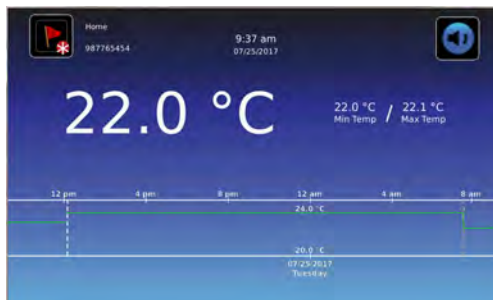 Home
987765454
9:37 am
07/25/2017
22.0 °C
22.0 °C / 22.1 °C
Min Temp Max Temp
12 pm 4 pm 8 pm 12 am 4 am 8 am
24.0 °C
20.0 °C
07-25-2017
Tuesday